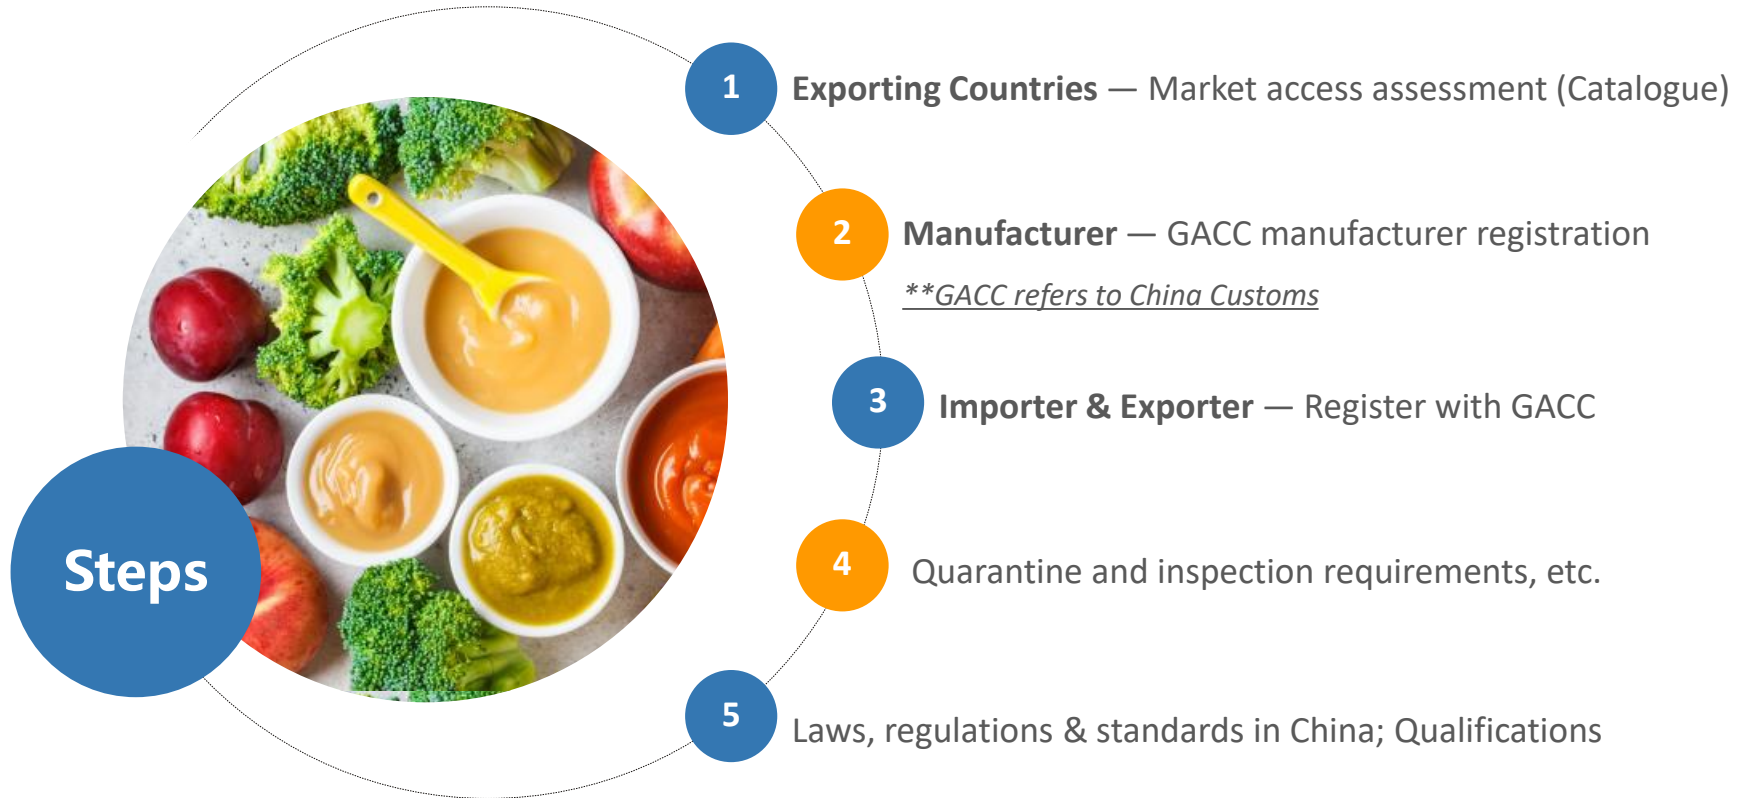 1
Exporting Countries — Market access assessment (Catalogue)
2
Manufacturer — GACC manufacturer registration
**GACC refers to China Customs
3
Importer & Exporter — Register with GACC
Steps
4
Quarantine and inspection requirements, etc.
5
Laws, regulations & standards in China; Qualifications